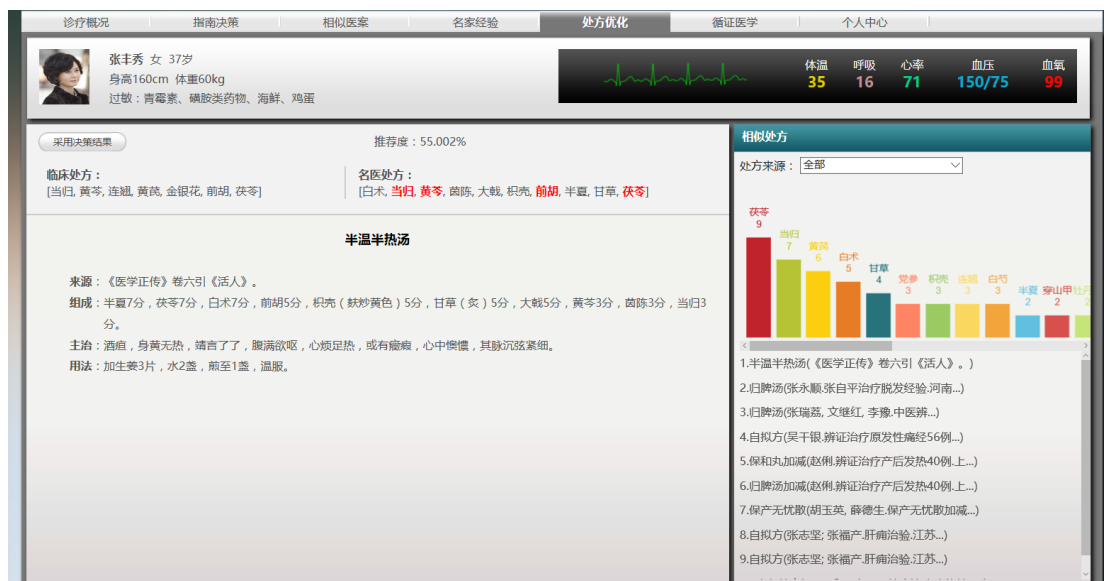 诊疗概况 指南决策 相似医案 名家经验 处方优化 循证医学 个人中心
张丰秀 女 37岁
身高160cm 体重60kg
过敏：青霉素、磺胺类药物、海鲜、鸡蛋
体温 呼吸 心率 血压 血氧
35 16 71 150/75 99
采用决策结果 推荐度：55.002%
临床处方：
[当归, 黄芩, 连翘, 黄芪, 金银花, 前胡, 茯苓]
名医处方：
[白术, 当归, 黄芩, 茵陈, 大戟, 枳壳, 前胡, 半夏, 甘草, 茯苓]
半温半热汤
来源：《医学正传》卷六引《活人》。
组成：半夏7分，茯苓7分，白术7分，前胡5分，枳壳（麸炒黄色）5分，甘草（炙）5分，大戟5分，黄芩3分，茵陈3分，当归3
分。
主治：酒疸，身黄无热，靖言了了，腹满欲呕，心烦足热，或有癥瘕，心中懊憹，其脉沉弦紧细。
用法：加生姜3片，水2盏，煎至1盏，温服。
相似处方
处方来源： 全部
茯苓
9
当归
7
黄芪
6
白术
5
甘草
4
党参
3
枳壳
3
连翘
3
白芍
3
半夏
2
穿山甲
2
牡丹
2
1.半温半热汤(《医学正传》卷六引《活人》。)
2.归脾汤(张永顺.张自平治疗脱发经验.河南...)
3.归脾汤(张瑞荔, 文继红, 李豫.中医辨...)
4.自拟方(吴干银.辨证治疗原发性痛经56例...)
5.保和丸加减(赵俐.辨证治疗产后发热40例.上...)
6.归脾汤加减(赵俐.辨证治疗产后发热40例.上...)
7.保产无忧散(胡玉英, 薛德生.保产无忧散加减...)
8.自拟方(张志坚; 张福产.肝痈治验.江苏...)
9.自拟方(张志坚; 张福产.肝痈治验.江苏...)